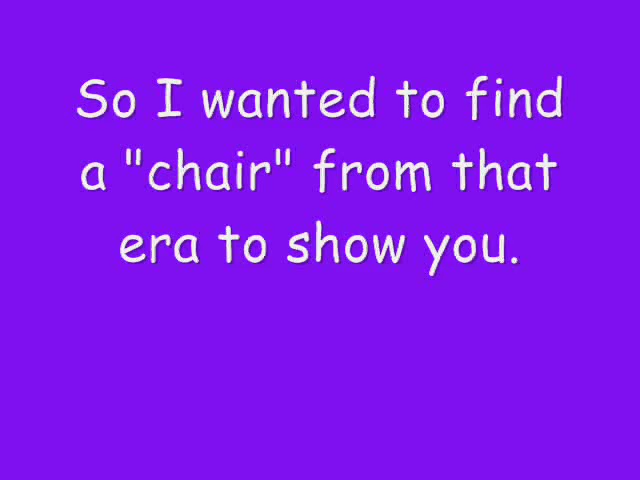 So I wanted to find
a "chair" from that
era to show you.